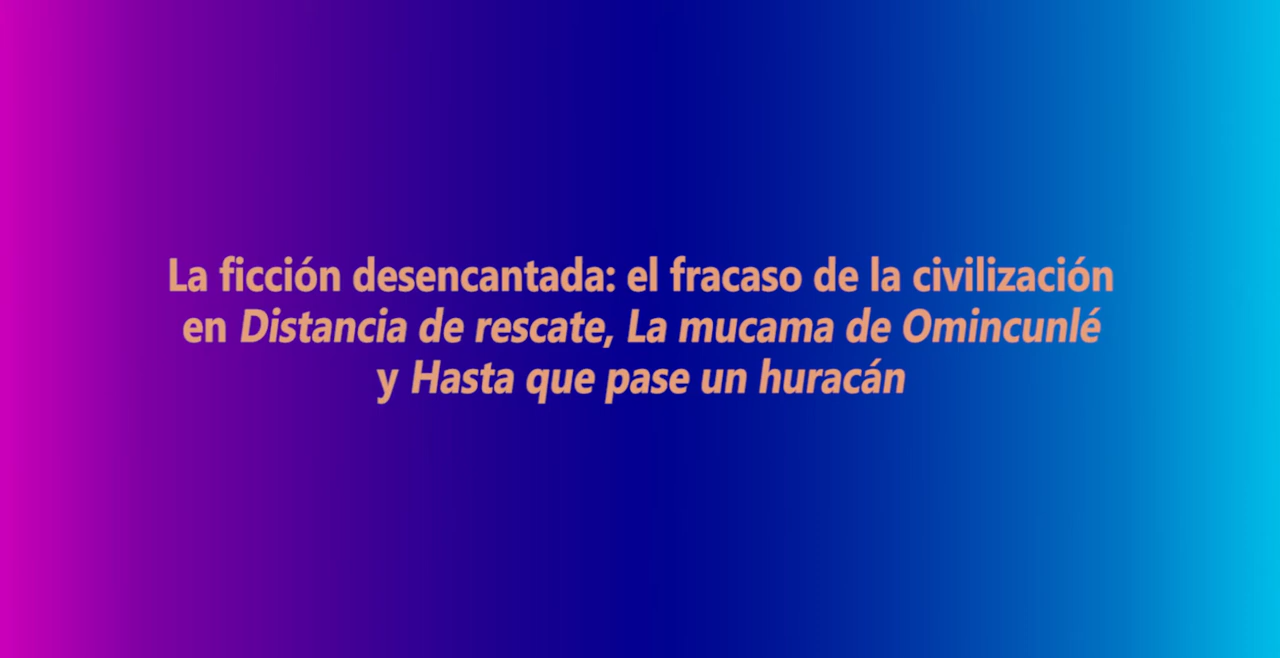 La ficción desencantada: el fracaso de la civilización
en Distancia de rescate, La mucama de Omincunlé
y Hasta que pase un huracán